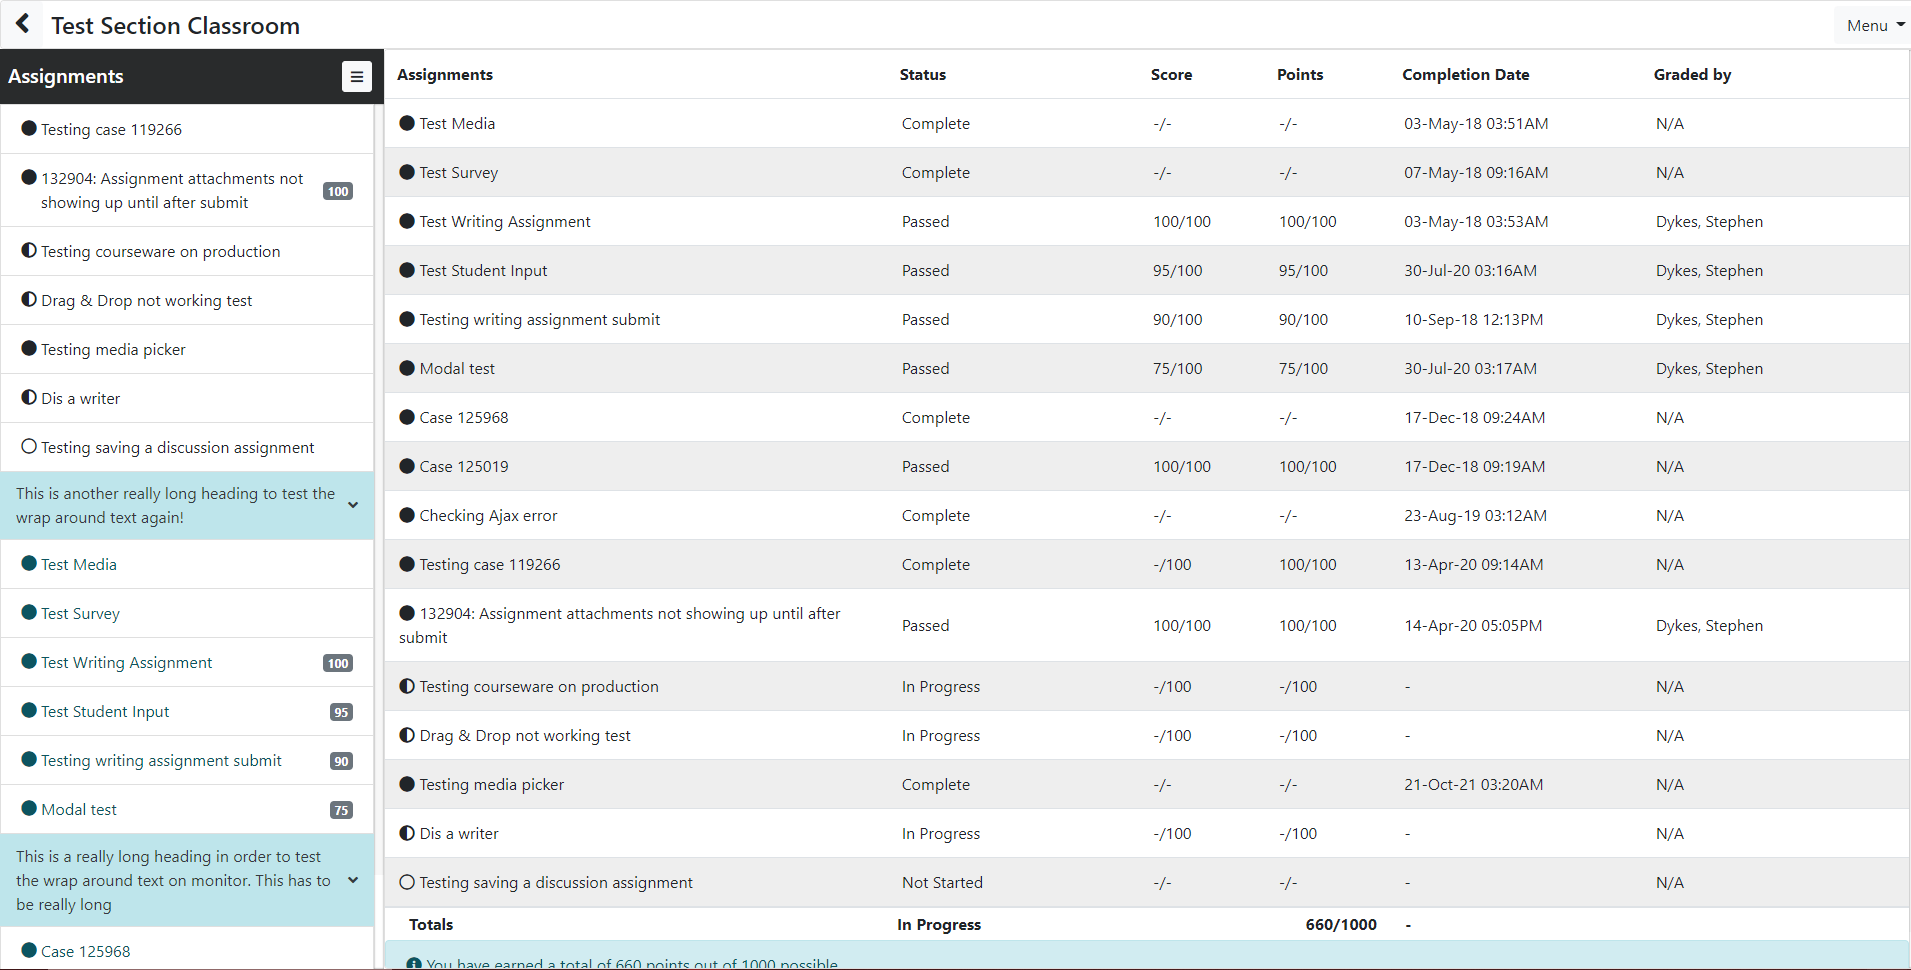 Test Section Classroom
Menu
Assignments
Testing case 119266
132904: Assignment attachments not
showing up until after submit
100
Testing courseware on production
Drag & Drop not working test
Testing media picker
Dis a writer
Testing saving a discussion assignment
This is another really long heading to test the
wrap around text again!
Test Media
Test Survey
Test Writing Assignment 100
Test Student Input 95
Testing writing assignment submit 90
Modal test 75
This is a really long heading in order to test
the wrap around text on monitor. This has to
be really long
Case 125968
Assignments Status Score Points Completion Date Graded by
Test Media Complete -/- -/- 03-May-18 03:51AM N/A
Test Survey Complete -/- -/- 07-May-18 09:16AM N/A
Test Writing Assignment Passed 100/100 100/100 03-May-18 03:53AM Dykes, Stephen
Test Student Input Passed 95/100 95/100 30-Jul-20 03:16AM Dykes, Stephen
Testing writing assignment submit Passed 90/100 90/100 10-Sep-18 12:13PM Dykes, Stephen
Modal test Passed 75/100 75/100 30-Jul-20 03:17AM Dykes, Stephen
Case 125968 Complete -/- -/- 17-Dec-18 09:24AM N/A
Case 125019 Passed 100/100 100/100 17-Dec-18 09:19AM N/A
Checking Ajax error Complete -/- -/- 23-Aug-19 03:12AM N/A
Testing case 119266 Complete -/100 100/100 13-Apr-20 09:14AM N/A
132904: Assignment attachments not showing up until after
submit
Passed 100/100 100/100 14-Apr-20 05:05PM Dykes, Stephen
Testing courseware on production In Progress -/100 -/100 - N/A
Drag & Drop not working test In Progress -/100 -/100 - N/A
Testing media picker Complete -/- -/- 21-Oct-21 03:20AM N/A
Dis a writer In Progress -/100 -/100 - N/A
Testing saving a discussion assignment Not Started -/- -/- - N/A
Totals In Progress 660/1000 -
You have earned a total of 660 points out of 1000 possible